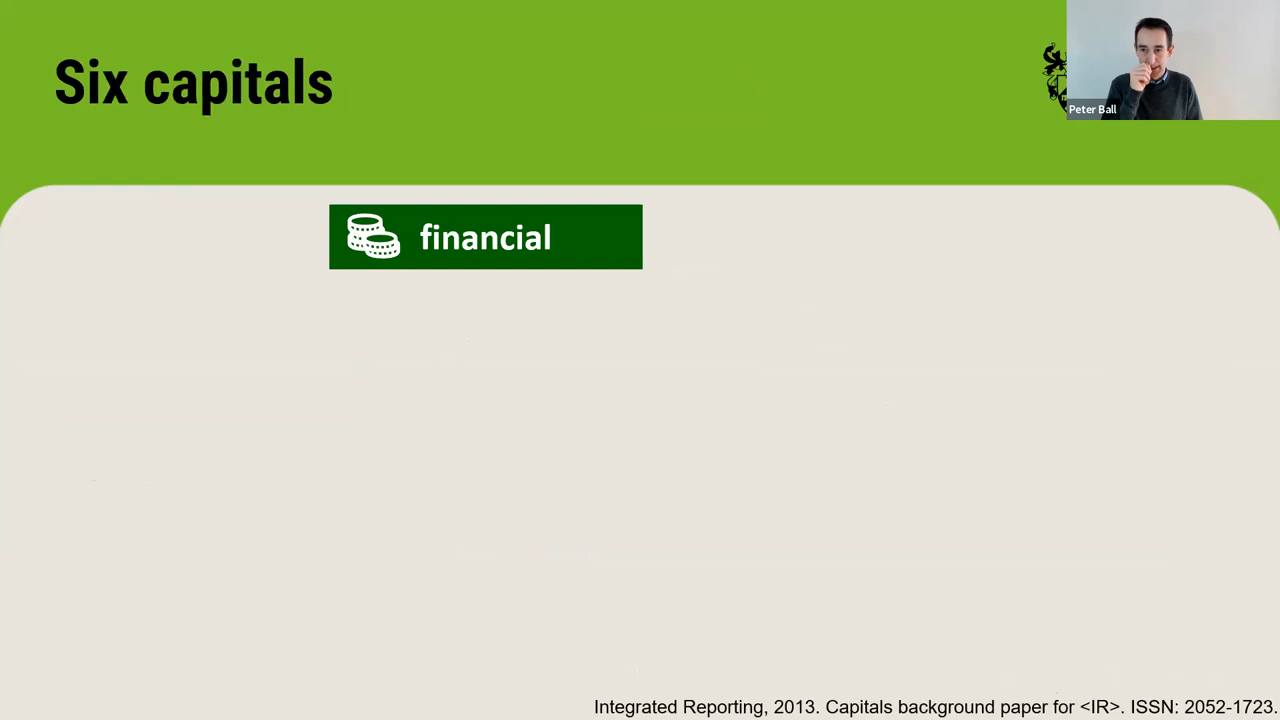 Six capitals
Peter Ball
financial
Integrated Reporting, 2013. Capitals background paper for <IR>. ISSN: 2052-1723.